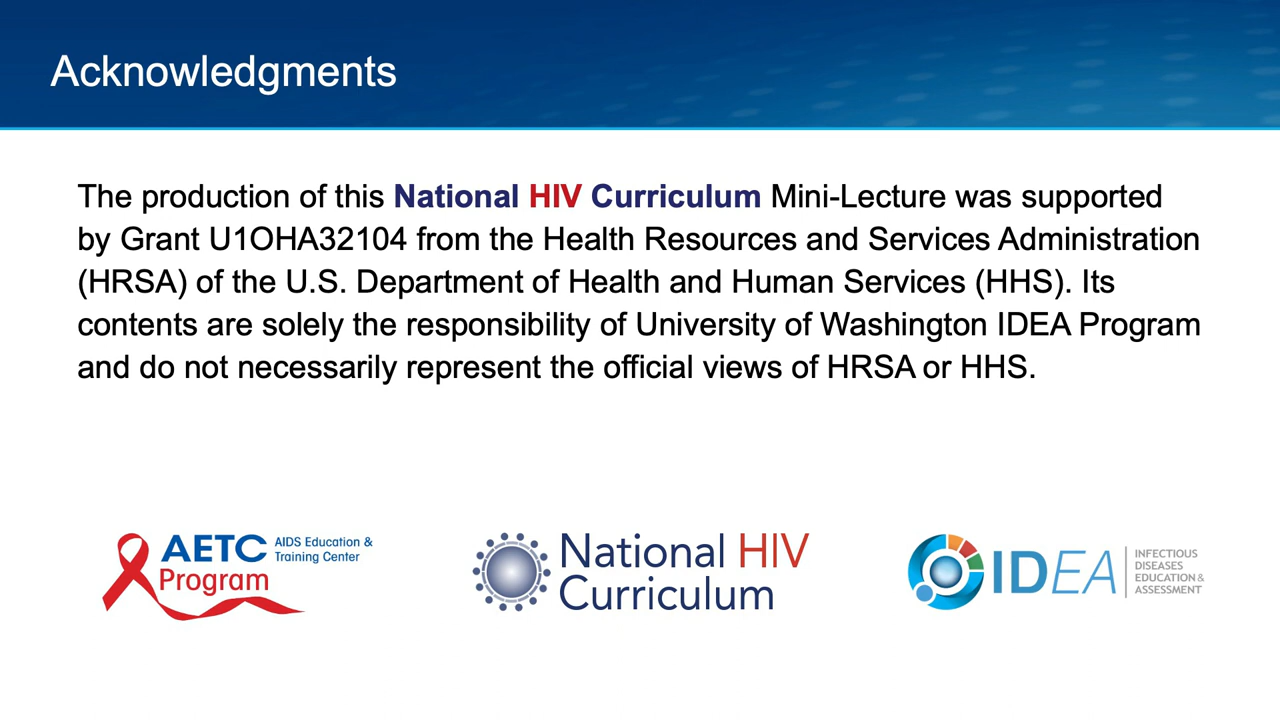 Acknowledgments
The production of this National HIV Curriculum Mini-Lecture was supported
by Grant U1OHA32104 from the Health Resources and Services Administration
(HRSA) of the U.S. Department of Health and Human Services (HHS). Its
contents are solely the responsibility of University of Washington IDEA Program
and do not necessarily represent the official views of HRSA or HHS.
AETC AIDS Education &
Training Center
Program
National HIV
Curriculum
IDEA
INFECTIOUS
DISEASES
EDUCATION &
ASSESSMENT